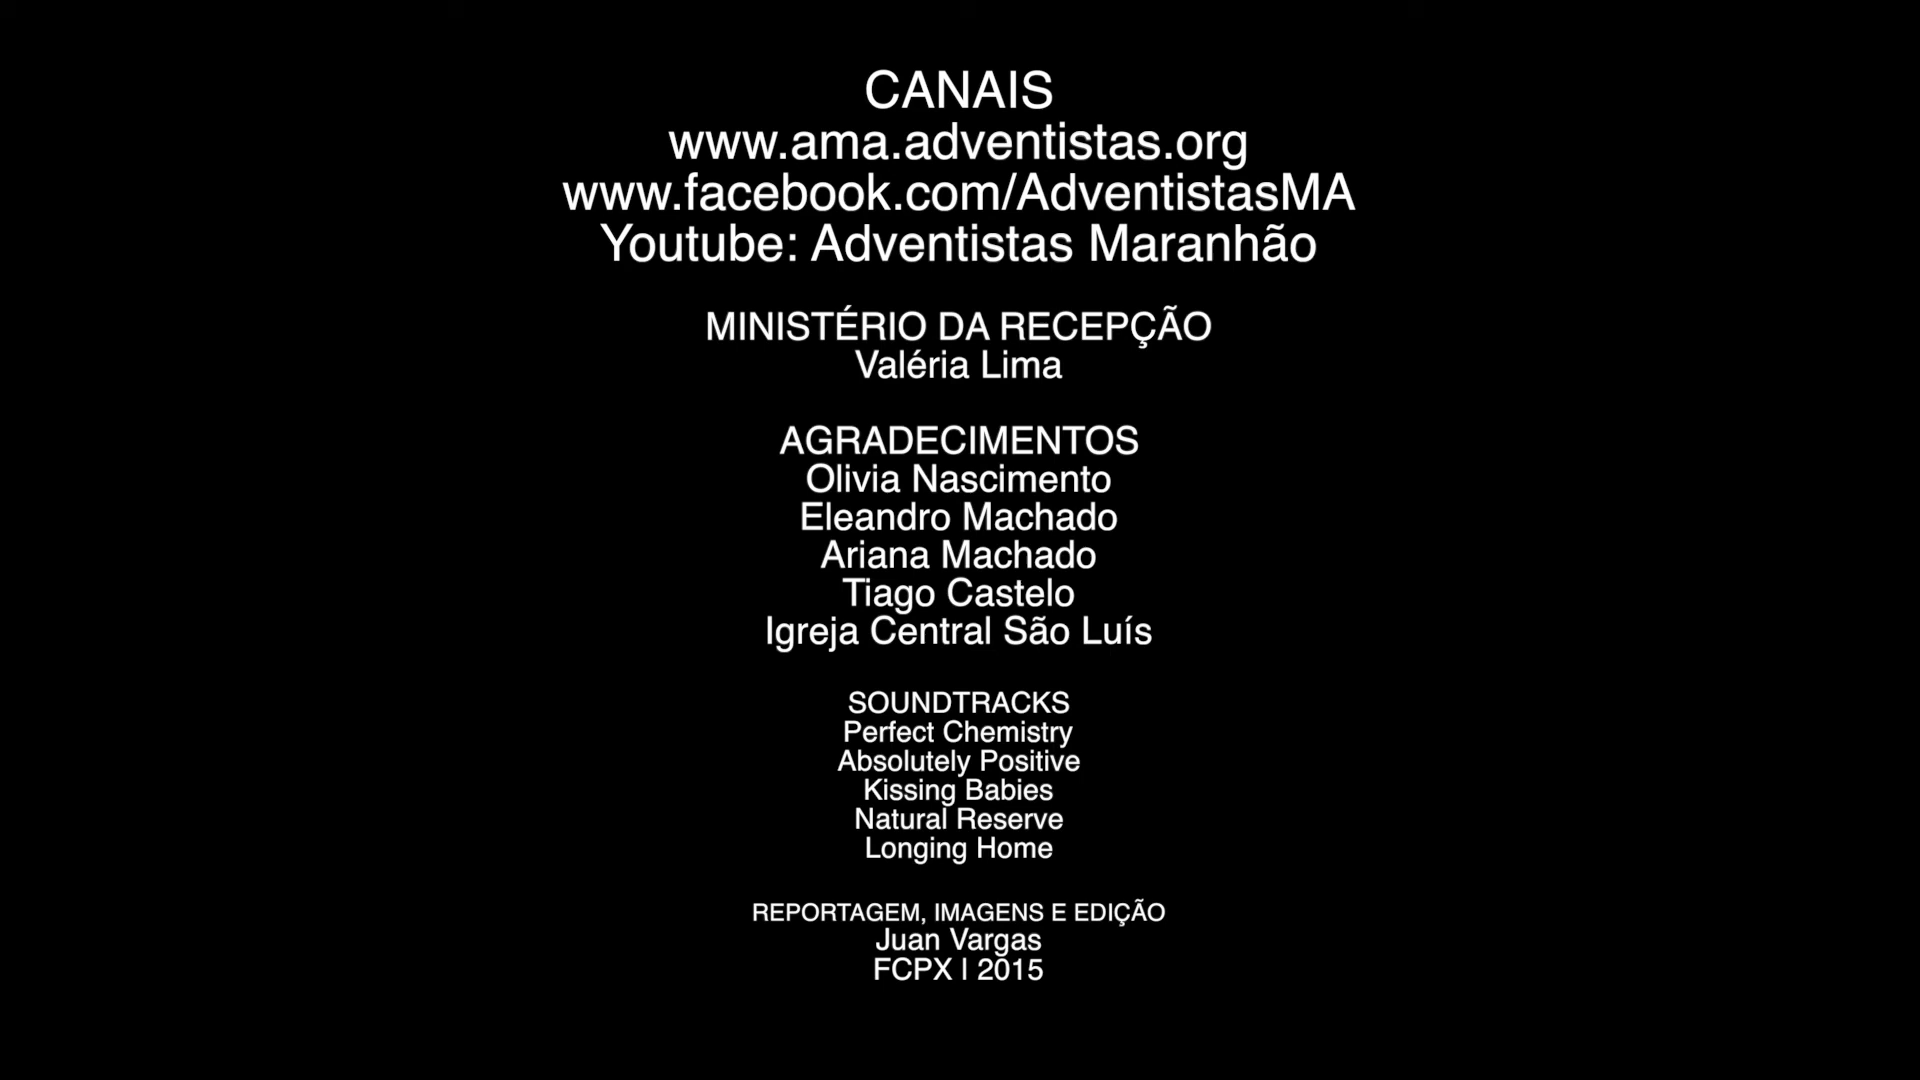 CANAIS
www.ama.adventistas.org
www.facebook.com/AdventistasMA
Youtube: Adventistas Maranhão
MINISTÉRIO DA RECEPÇÃO
Valéria Lima
AGRADECIMENTOS
Olivia Nascimento
Eleandro Machado
Ariana Machado
Tiago Castelo
Igreja Central São Luís
SOUNDTRACKS
Perfect Chemistry
Absolutely Positive
Kissing Babies
Natural Reserve
Longing Home
REPORTAGEM, IMAGENS E EDIÇÃO
Juan Vargas
FCPX | 2015